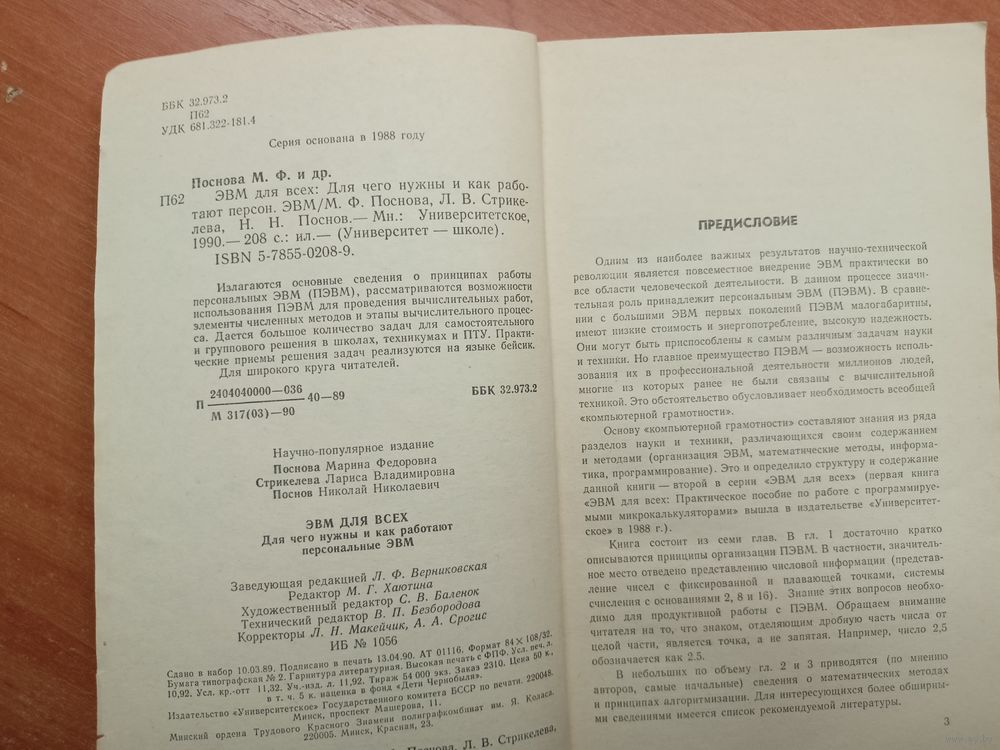 ББК 32.973.2
П62
УДК 681.322-181.4
Серия основана в 1988 году
Поснова М. Ф. и др.
П62 ЭВМ для всех: Для чего нужны и как рабо-
тают персон. ЭВМ/М. Ф. Поснова, Л. В. Стрике-
лева, Н. Н. Поснов.— Мн.: Университетское,
1990.— 208 с.: ил.— (Университет — школе).
ISBN 5-7855-0208-9.
Излагаются основные сведения о принципах работы
персональных ЭВМ (ПЭВМ), рассматриваются возможности
использования ПЭВМ для проведения вычислительных работ,
элементы численных методов и этапы вычислительного процес-
са. Дается большое количество задач для самостоятельного
и группового решения в школах, техникумах и ПТУ. Практи-
ческие приемы решения задач реализуются на языке бейсик.
Для широкого круга читателей.
П 2404040000—036
М 317(03)—90
40—89 ББК 32.973.2
Научно-популярное издание
Поснова Марина Федоровна
Стрикелева Лариса Владимировна
Поснов Николай Николаевич
ЭВМ ДЛЯ ВСЕХ
Для чего нужны и как работают
персональные ЭВМ
Заведующая редакцией Л. Ф. Верниковская
Редактор М. Г. Хаютина
Художественный редактор С. В. Баленок
Технический редактор В. П. Безбородова
Корректоры Л. Н. Макейчик, А. А. Срогис
ИБ № 1056
Сдано в набор 10.03.89. Подписано в печать 13.04.90. АТ 01116. Формат 84×108/32.
Бумага типографская № 2. Гарнитура литературная. Высокая печать с ФПФ. Усл. печ. л.
10,92. Усл. кр.-отт 11,32. Уч.-изд. л. 11,92. Тираж 54 000 экз. Заказ 2310. Цена 50 к.,
в т. ч. 5 к. наценка в фонд «Дети Чернобыля».
Издательство «Университетское» Государственного комитета БССР по печати. 220048.
Минск, проспект Машерова, 11.
Минский ордена Трудового Красного Знамени полиграфкомбинат им. Я. Коласа.
220005. Минск, Красная, 23.
Поснова, Л. В. Стрикелева,
ПРЕДИСЛОВИЕ
Одним из наиболее важных результатов научно-технической
революции является повсеместное внедрение ЭВМ практически во
все области человеческой деятельности. В данном процессе значи-
тельная роль принадлежит персональным ЭВМ (ПЭВМ). В сравне-
нии с большими ЭВМ первых поколений ПЭВМ малогабаритны,
имеют низкие стоимость и энергопотребление, высокую надежность.
Они могут быть приспособлены к самым различным задачам науки
и техники. Но главное преимущество ПЭВМ — возможность исполь-
зования их в профессиональной деятельности миллионов людей,
многие из которых ранее не были связаны с вычислительной
техникой. Это обстоятельство обусловливает необходимость всеобщей
«компьютерной грамотности».
Основу «компьютерной грамотности» составляют знания из ряда
разделов науки и техники, различающихся своим содержанием
и методами (организация ЭВМ, математические методы, информа-
тика, программирование). Это и определило структуру и содержание
данной книги — второй в серии «ЭВМ для всех» (первая книга
«ЭВМ для всех: Практическое пособие по работе с программируе-
мыми микрокалькуляторами» вышла в издательстве «Университет-
ское» в 1988 г.).
Книга состоит из семи глав. В гл. 1 достаточно кратко
описываются принципы организации ПЭВМ. В частности, значитель-
ное место отведено представлению числовой информации (представ-
ление чисел с фиксированной и плавающей точками, системы
счисления с основаниями 2, 8 и 16). Знание этих вопросов необхо-
димо для продуктивной работы с ПЭВМ. Обращаем внимание
читателя на то, что знаком, отделяющим дробную часть числа от
целой части, является точка, а не запятая. Например, число 2,5
обозначается как 2.5.
В небольших по объему гл. 2 и 3 приводятся (по мнению
авторов, самые начальные) сведения о математических методах
и принципах алгоритмизации. Для интересующихся более обширны-
ми сведениями имеется список рекомендуемой литературы.
3